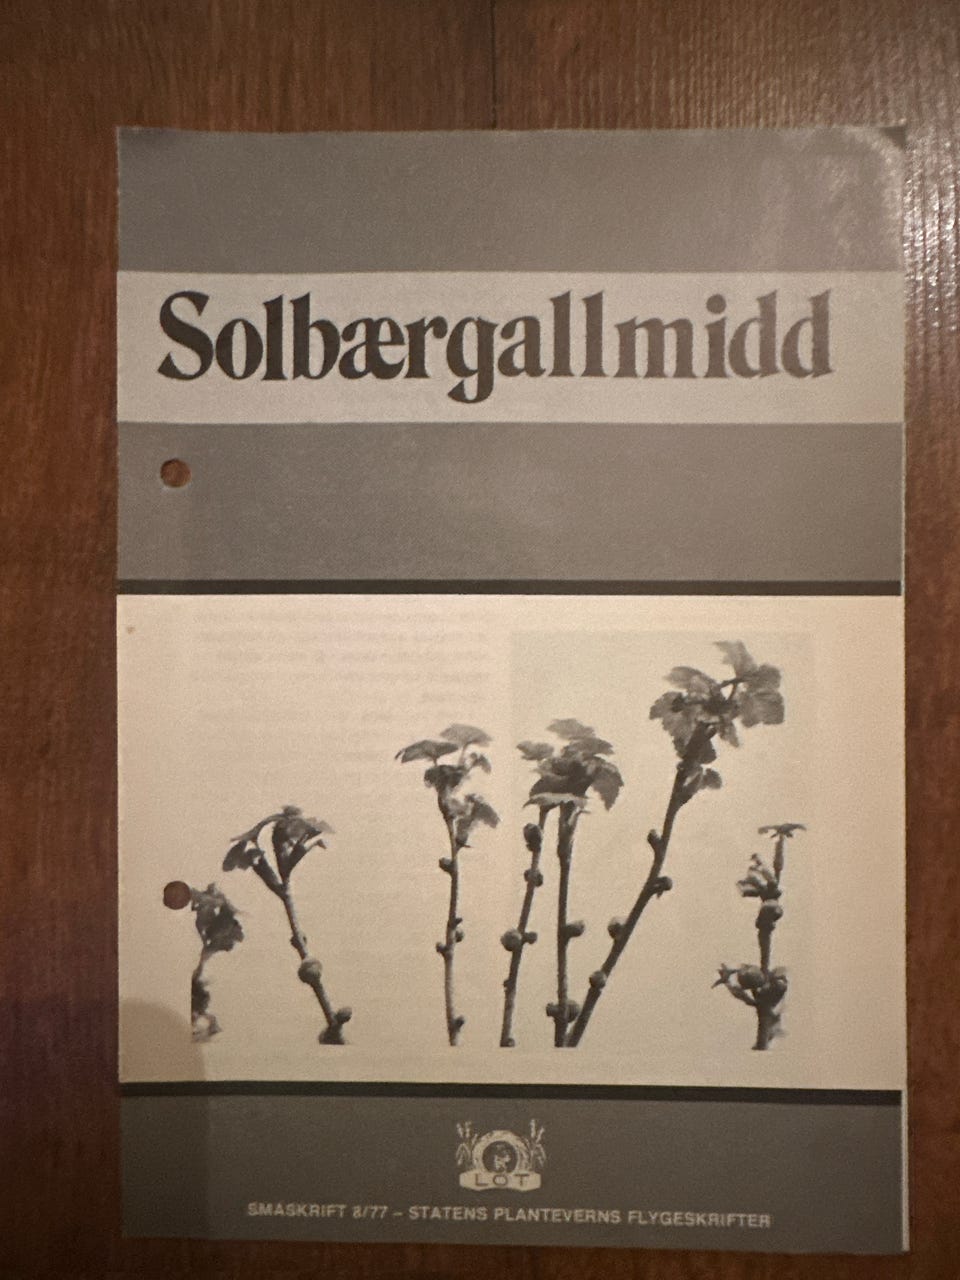 Solbærgallmidd
LOT
SMÅSKRIFT 8/77 – STATENS PLANTEVERNS FLYGESKRIFTER